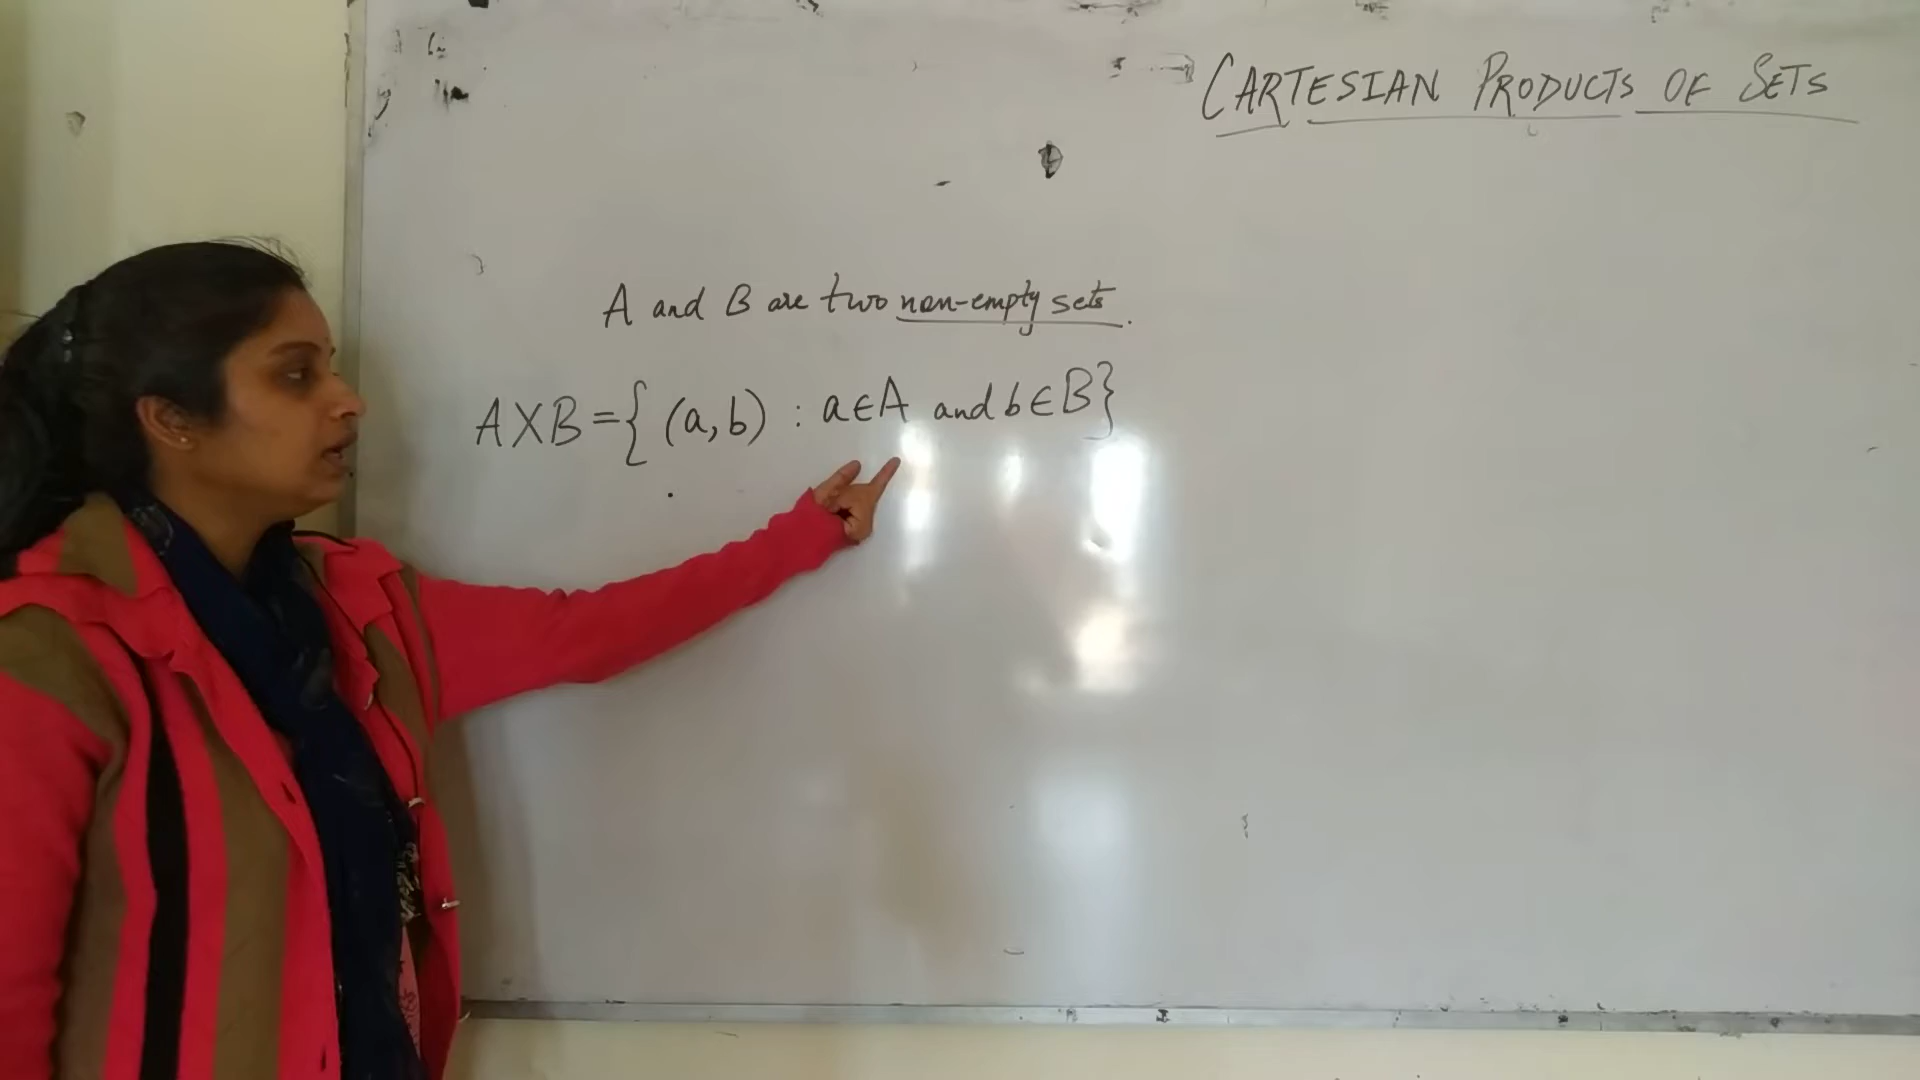 CARTESIAN PRODUCTS OF SETS
A and B are two non-empty sets.
A X B = { (a, b) : a ∈ A and b ∈ B }